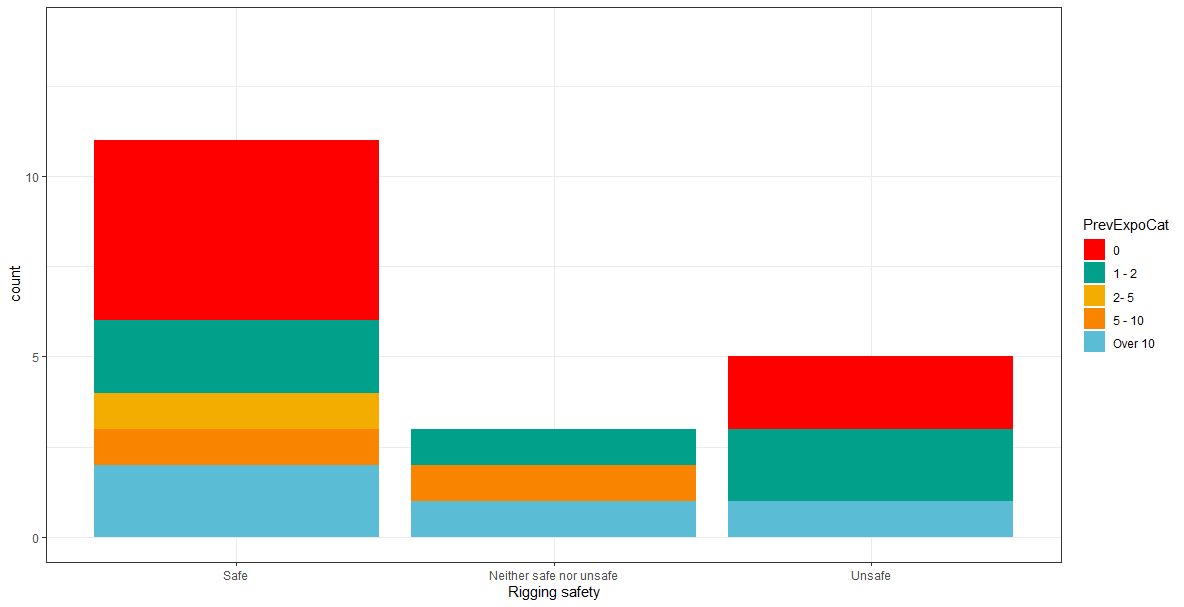 10
5
0
count
Safe
Neither safe nor unsafe
Unsafe
Rigging safety
PrevExpoCat
0
1 - 2
2- 5
5 - 10
Over 10